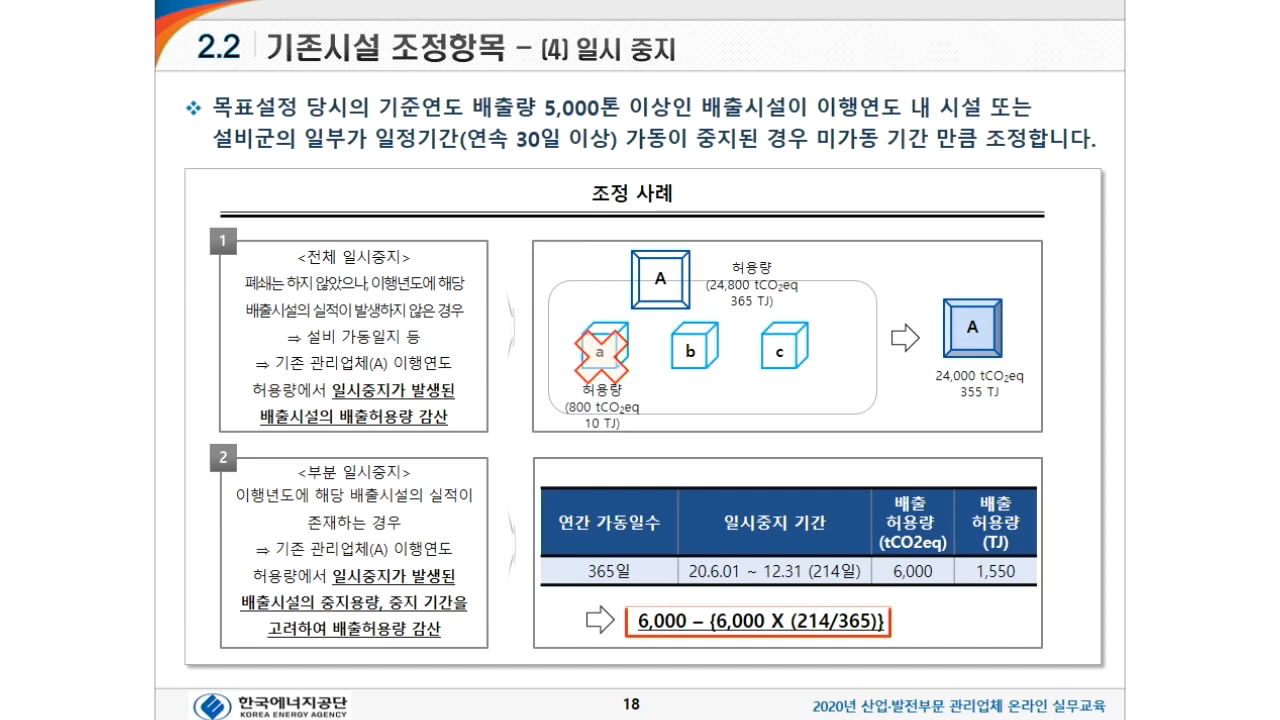 2.2 기존시설 조정항목 – (4) 일시 중지
목표설정 당시의 기준연도 배출량 5,000톤 이상인 배출시설이 이행연도 내 시설 또는
설비군의 일부가 일정기간(연속 30일 이상) 가동이 중지된 경우 미가동 기간 만큼 조정합니다.
조정 사례
1
<전체 일시중지>
폐쇄는 하지 않았으나, 이행년도에 해당
배출시설의 실적이 발생하지 않은 경우
⇒ 설비 가동일지 등
⇒ 기존 관리업체(A) 이행연도
허용량에서 일시중지가 발생된
배출시설의 배출허용량 감산
A
허용량
(24,800 tCO₂eq
365 TJ)
a
b
c
허용량
(800 tCO₂eq
10 TJ)
A
24,000 tCO₂eq
355 TJ
2
<부분 일시중지>
이행년도에 해당 배출시설의 실적이
존재하는 경우
⇒ 기존 관리업체(A) 이행연도
허용량에서 일시중지가 발생된
배출시설의 중지용량, 중지 기간을
고려하여 배출허용량 감산
연간 가동일수
일시중지 기간
배출
허용량
(tCO2eq)
배출
허용량
(TJ)
365일
20.6.01 ~ 12.31 (214일)
6,000
1,550
6,000 – {6,000 X (214/365)}
한국에너지공단
KOREA ENERGY AGENCY
18
2020년 산업·발전부문 관리업체 온라인 실무교육